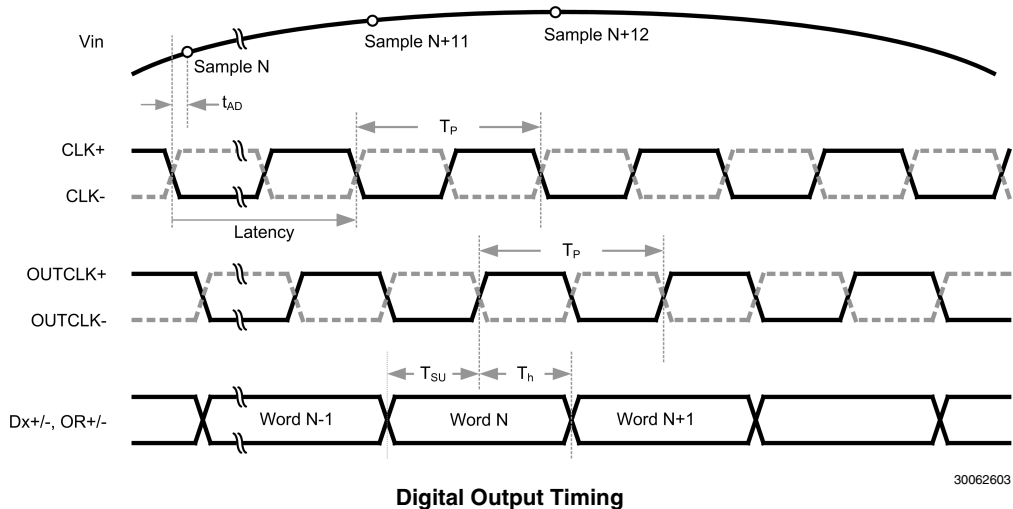 Vin
Sample N
Sample N+11
Sample N+12
tAD
TP
CLK+
CLK-
Latency
TP
OUTCLK+
OUTCLK-
TSU
Th
Dx+/-, OR+/-
Word N-1
Word N
Word N+1
30062603
Digital Output Timing